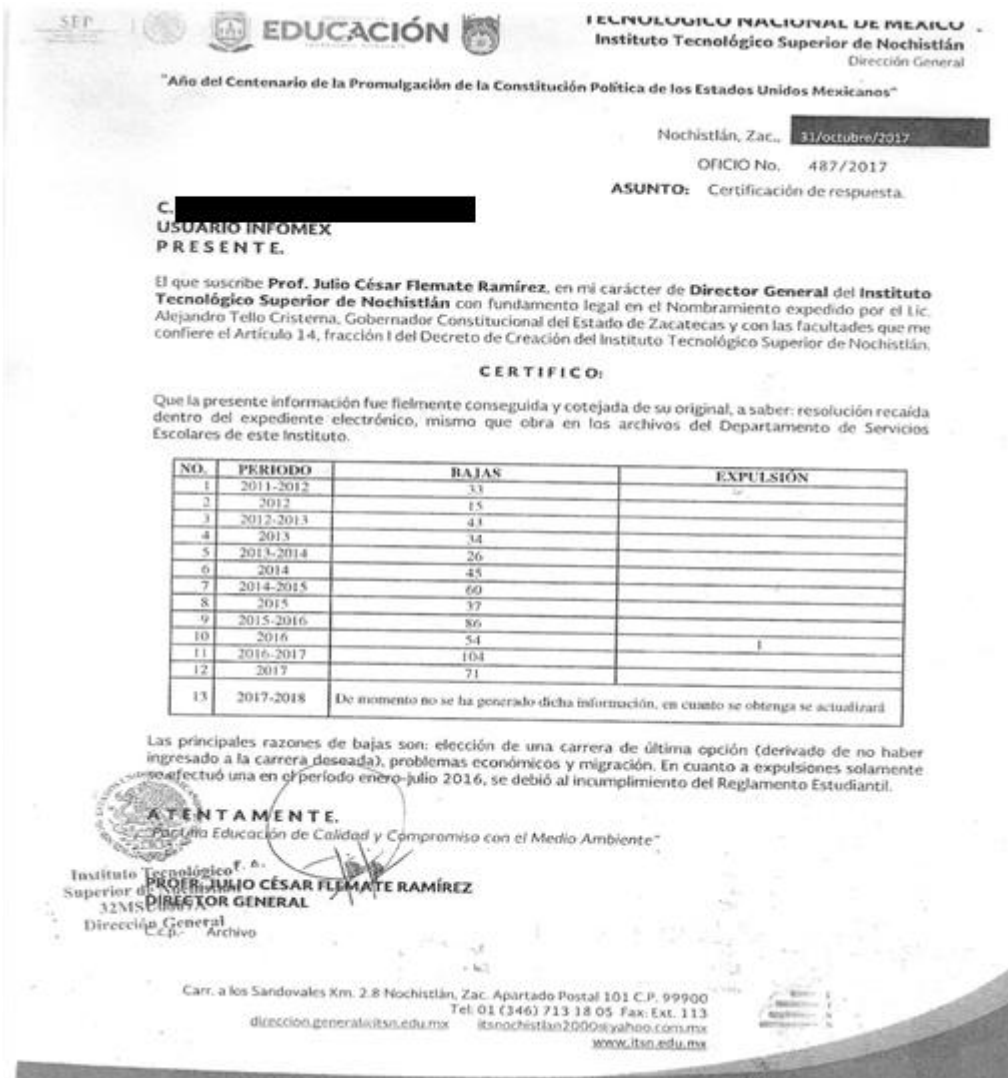 SEP
EDUCACIÓN
TECNOLÓGICO NACIONAL DE MÉXICO
Instituto Tecnológico Superior de Nochistlán
Dirección General
"Año del Centenario de la Promulgación de la Constitución Política de los Estados Unidos Mexicanos"
Nochistlán, Zac., 31/octubre/2017
OFICIO No. 487/2017
ASUNTO: Certificación de respuesta.
C.
USUARIO INFOMEX
P R E S E N T E.
El que suscribe Prof. Julio César Flemate Ramírez, en mi carácter de Director General del Instituto
Tecnológico Superior de Nochistlán con fundamento legal en el Nombramiento expedido por el Lic.
Alejandro Tello Cristerna, Gobernador Constitucional del Estado de Zacatecas y con las facultades que me
confiere el Artículo 14, fracción I del Decreto de Creación del Instituto Tecnológico Superior de Nochistlán.
C E R T I F I C O:
Que la presente información fue fielmente conseguida y cotejada de su original, a saber: resolución recaída
dentro del expediente electrónico, mismo que obra en los archivos del Departamento de Servicios
Escolares de este Instituto.
NO. PERIODO BAJAS EXPULSIÓN
1 2011-2012 33
2 2012 15
3 2012-2013 43
4 2013 34
5 2013-2014 26
6 2014 45
7 2014-2015 60
8 2015 37
9 2015-2016 86
10 2016 54 1
11 2016-2017 104
12 2017 71
13 2017-2018 De momento no se ha generado dicha información, en cuanto se obtenga se actualizará
Las principales razones de bajas son: elección de una carrera de última opción (derivado de no haber
ingresado a la carrera deseada), problemas económicos y migración. En cuanto a expulsiones solamente
se efectuó una en el período enero-julio 2016, se debió al incumplimiento del Reglamento Estudiantil.
A T E N T A M E N T E.
Educación de Calidad y Compromiso con el Medio Ambiente"
P. A.
Instituto Tecnológico
Superior de Nochistlán
PROFR. JULIO CÉSAR FLEMATE RAMÍREZ
DIRECTOR GENERAL
Dirección General
C.c.p.- Archivo
Carr. a los Sandovales Km. 2.8 Nochistlán, Zac. Apartado Postal 101 C.P. 99900
Tel: 01 (346) 713 18 05 Fax: Ext. 113
direccion.general@itsn.edu.mx itsnochistlan2000@yahoo.com.mx
www.itsn.edu.mx